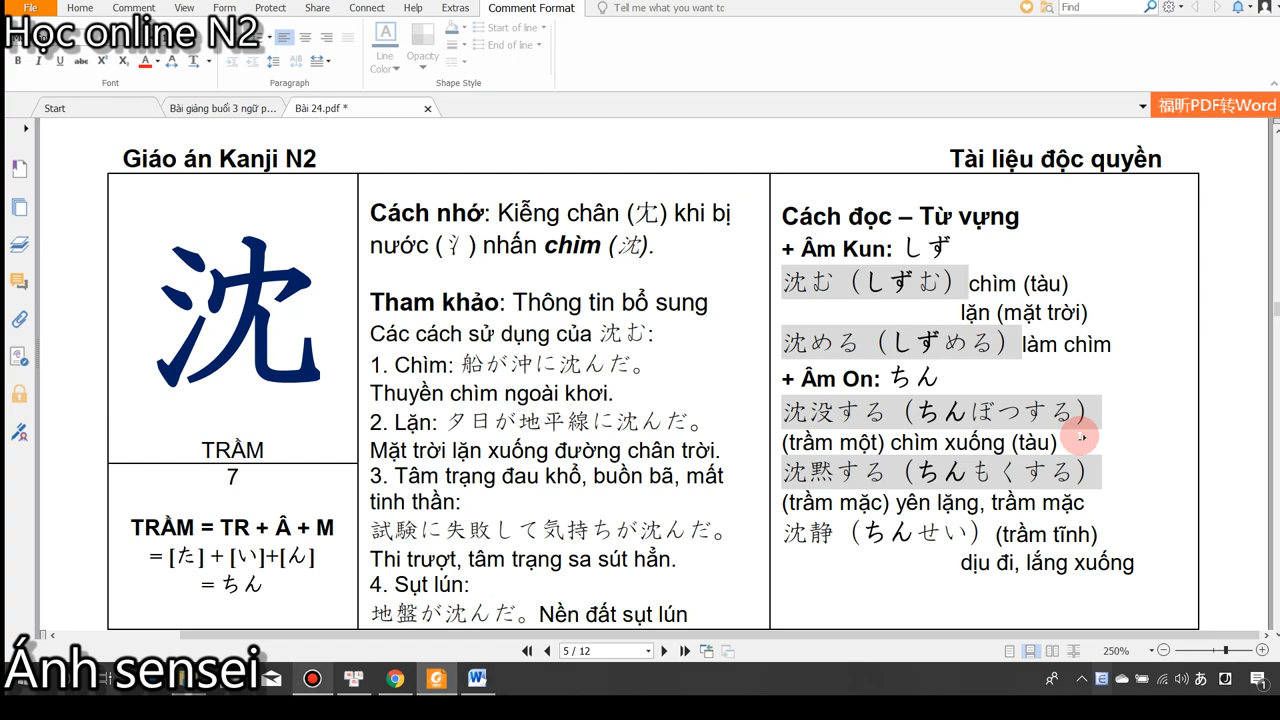 File Home Comment View Form Protect Share Connect Help Extras Comment Format Tell me what you want to Find
Học online N2
Line Color Opacity Start of line End of line
Font Paragraph Shape Style
Start Bài giảng buổi 3 ngữ p... Bài 24.pdf * 福昕PDF转Word
Giáo án Kanji N2 Tài liệu độc quyền
沈
TRẦM
7
TRẦM = TR + Â + M
= [た] + [い]+[ん]
= ちん
Cách nhớ: Kiễng chân (冘) khi bị
nước (氵) nhấn chìm (沈).
Tham khảo: Thông tin bổ sung
Các cách sử dụng của 沈む:
1. Chìm: 船が沖に沈んだ。
Thuyền chìm ngoài khơi.
2. Lặn: 夕日が地平線に沈んだ。
Mặt trời lặn xuống đường chân trời.
3. Tâm trạng đau khổ, buồn bã, mất
tinh thần:
試験に失敗して気持ちが沈んだ。
Thi trượt, tâm trạng sa sút hẳn.
4. Sụt lún:
地盤が沈んだ。Nền đất sụt lún
Cách đọc – Từ vựng
+ Âm Kun: しず
沈む（しずむ）chìm (tàu)
lặn (mặt trời)
沈める（しずめる）làm chìm
+ Âm On: ちん
沈没する（ちんぼつする）
(trầm một) chìm xuống (tàu)
沈黙する（ちんもくする）
(trầm mặc) yên lặng, trầm mặc
沈静（ちんせい）(trầm tĩnh)
dịu đi, lắng xuống
5 / 12 250%
Ánh sensei